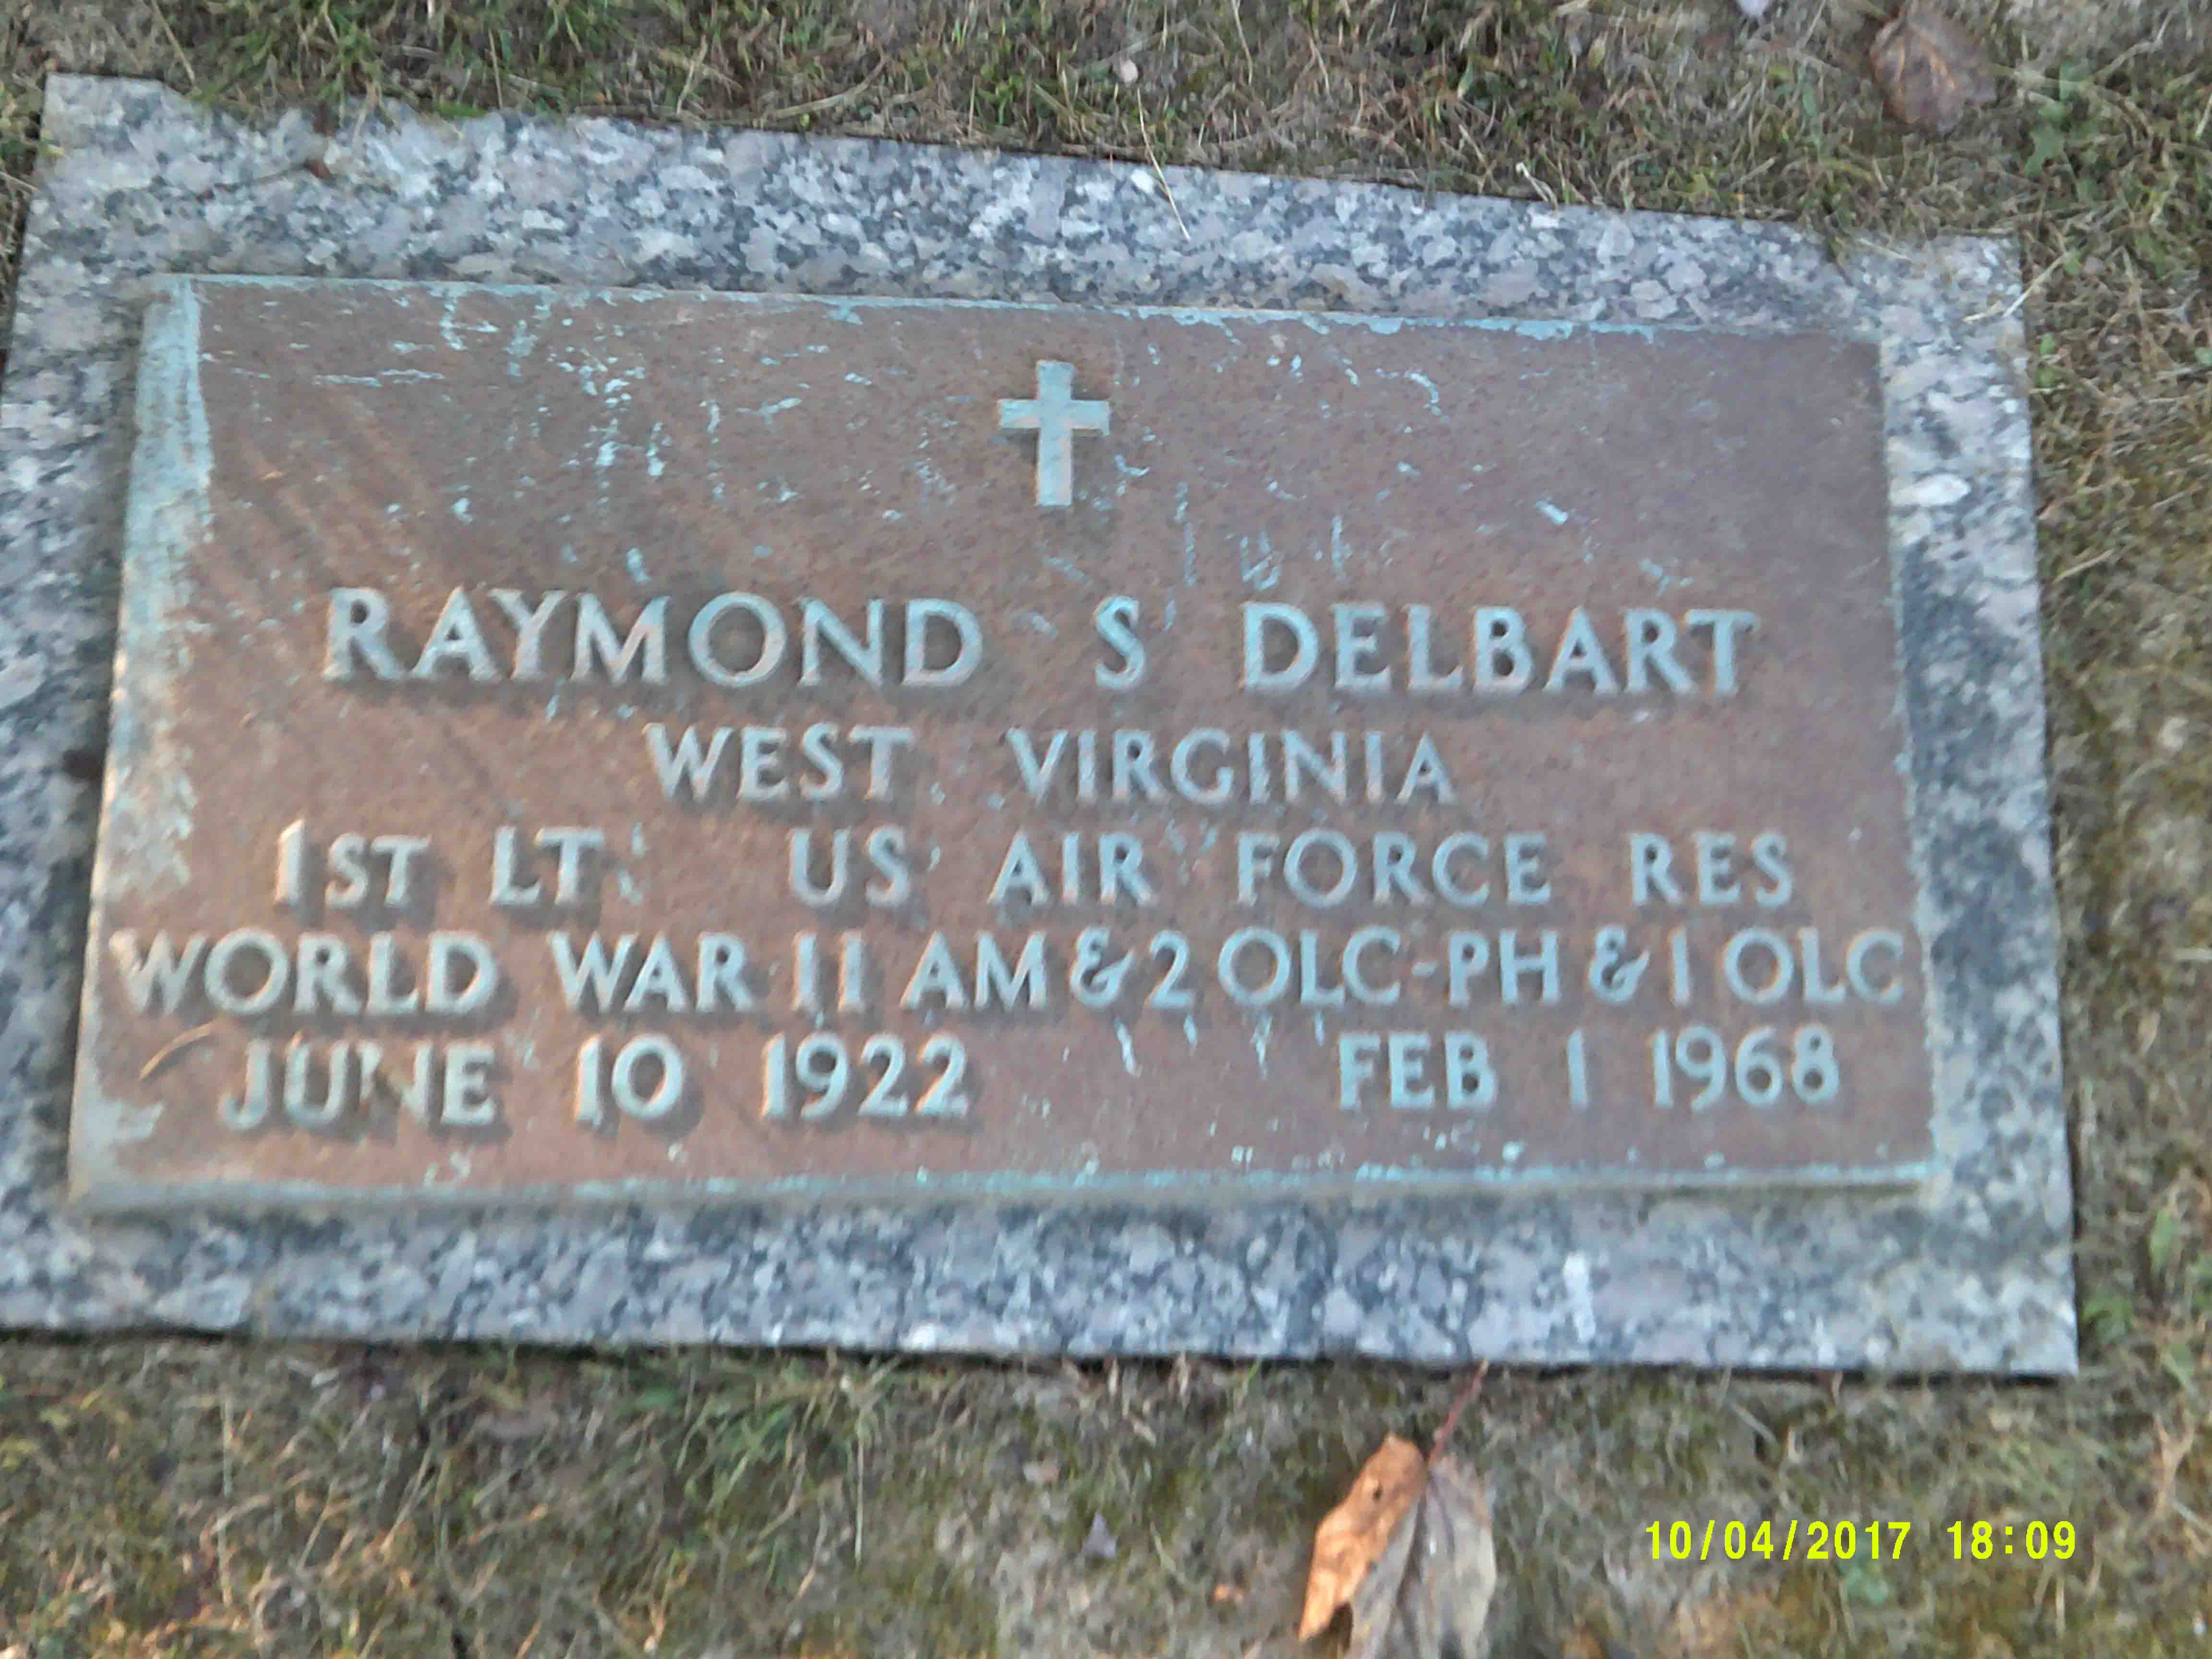 RAYMOND S DELBART
WEST VIRGINIA
1ST LT US AIR FORCE RES
WORLD WAR II AM & 2 OLC-PH & 1 OLC
JUNE 10 1922 FEB 1 1968
10/04/2017 18:09